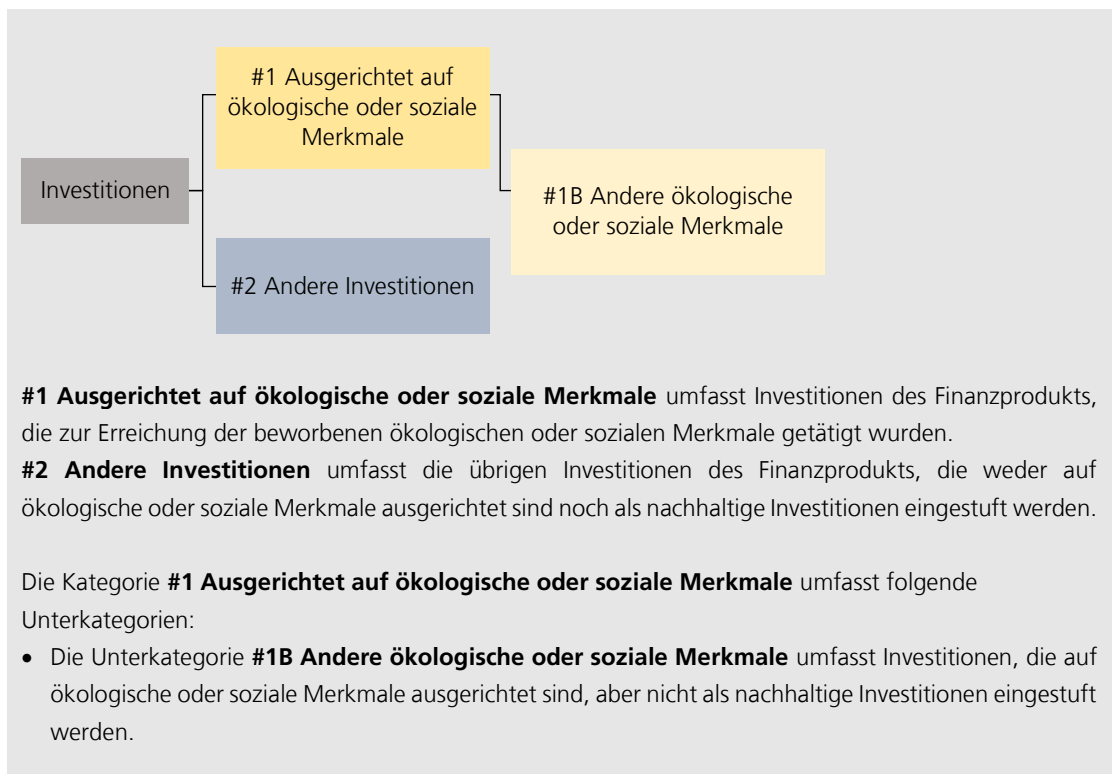 #1 Ausgerichtet auf
ökologische oder soziale
Merkmale
Investitionen
#1B Andere ökologische
oder soziale Merkmale
#2 Andere Investitionen
#1 Ausgerichtet auf ökologische oder soziale Merkmale umfasst Investitionen des Finanzprodukts,
die zur Erreichung der beworbenen ökologischen oder sozialen Merkmale getätigt wurden.
#2 Andere Investitionen umfasst die übrigen Investitionen des Finanzprodukts, die weder auf
ökologische oder soziale Merkmale ausgerichtet sind noch als nachhaltige Investitionen eingestuft werden.
Die Kategorie #1 Ausgerichtet auf ökologische oder soziale Merkmale umfasst folgende
Unterkategorien:
• Die Unterkategorie #1B Andere ökologische oder soziale Merkmale umfasst Investitionen, die auf
ökologische oder soziale Merkmale ausgerichtet sind, aber nicht als nachhaltige Investitionen eingestuft
werden.